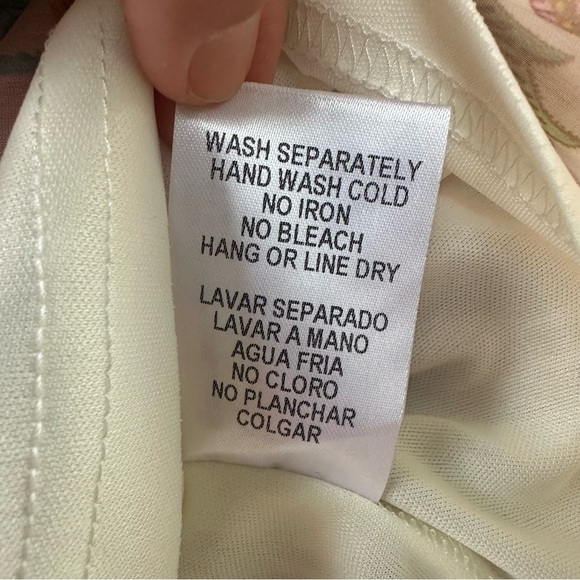 WASH SEPARATELY
HAND WASH COLD
NO IRON
NO BLEACH
HANG OR LINE DRY
LAVAR SEPARADO
LAVAR A MANO
AGUA FRIA
NO CLORO
NO PLANCHAR
COLGAR